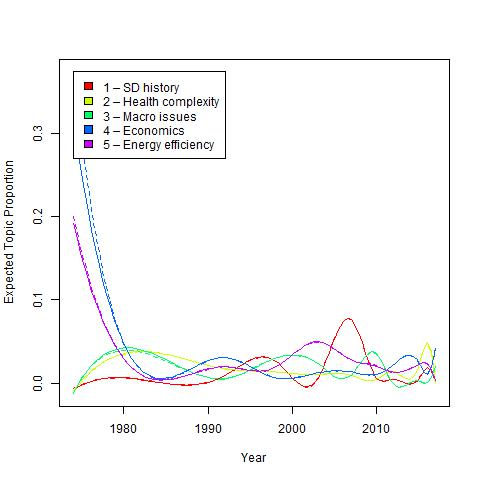 1 – SD history
2 – Health complexity
3 – Macro issues
4 – Economics
5 – Energy efficiency
Expected Topic Proportion
0.3
0.2
0.1
0.0
1980 1990 2000 2010
Year